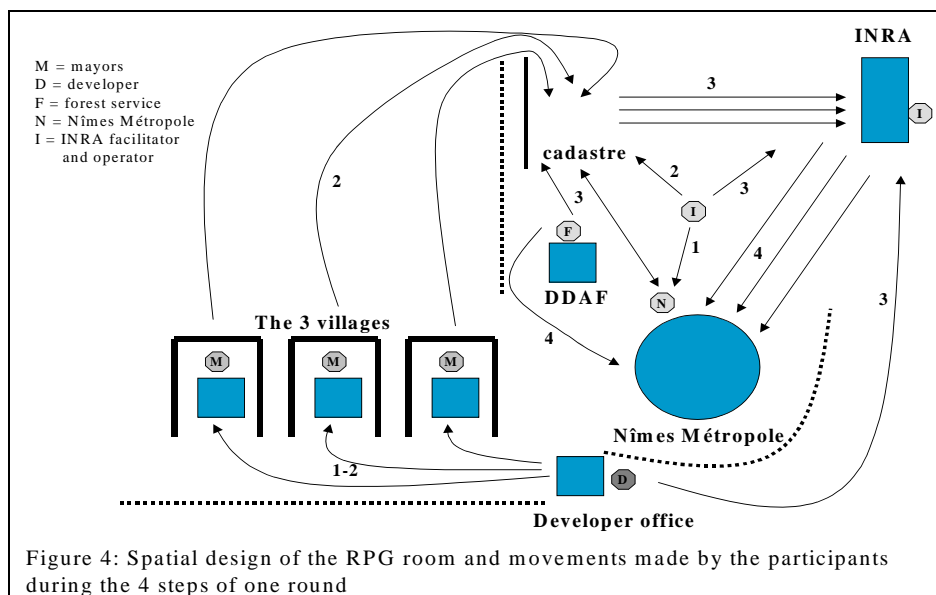 INRA
M = mayors
D = developer
F = forest service
N = Nîmes Métropole
I = INRA facilitator
and operator
3
I
cadastre
2
2
3
3
I
F
1
4
DDAF
N
3
The 3 villages
4
M
M
M
Nîmes Métropole
1-2
D
Developer office
Figure 4: Spatial design of the RPG room and movements made by the participants
during the 4 steps of one round